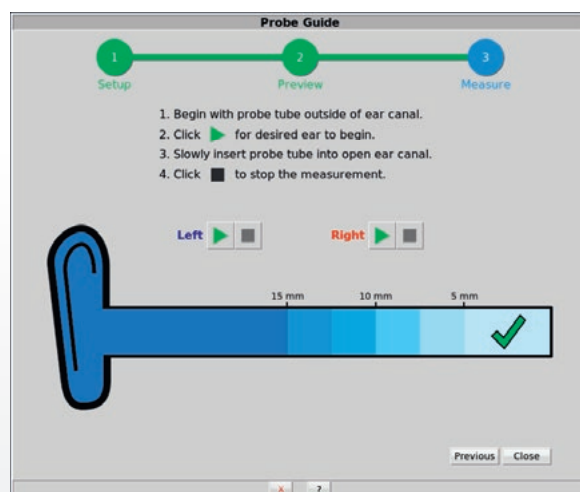 Probe Guide
1 2 3
Setup Preview Measure
1. Begin with probe tube outside of ear canal.
2. Click for desired ear to begin.
3. Slowly insert probe tube into open ear canal.
4. Click to stop the measurement.
Left Right
15 mm 10 mm 5 mm
Previous Close
X ?